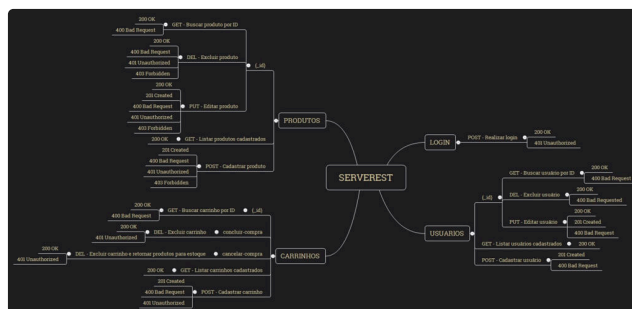 SERVEREST
PRODUTOS
{_id}
GET - Buscar produto por ID
200 OK
400 Bad Request
DEL - Excluir produto
200 OK
400 Bad Request
401 Unauthorized
403 Forbidden
PUT - Editar produto
200 OK
201 Created
400 Bad Request
401 Unauthorized
403 Forbidden
GET - Listar produtos cadastrados
200 OK
POST - Cadastrar produto
201 Created
400 Bad Request
401 Unauthorized
403 Forbidden
CARRINHOS
{_id}
GET - Buscar carrinho por ID
200 OK
400 Bad Request
concluir-compra
DEL - Excluir carrinho
200 OK
401 Unauthorized
cancelar-compra
DEL - Excluir carrinho e retornar produtos para estoque
200 OK
401 Unauthorized
GET - Listar carrinhos cadastrados
200 OK
POST - Cadastrar carrinho
201 Created
400 Bad Request
401 Unauthorized
LOGIN
POST - Realizar login
200 OK
401 Unauthorized
USUARIOS
{_id}
GET - Buscar usuário por ID
200 OK
400 Bad Request
DEL - Excluir usuário
200 OK
400 Bad Requested
PUT - Editar usuário
200 OK
201 Created
400 Bad Request
GET - Listar usuários cadastrados
200 OK
POST - Cadastrar usuário
201 Created
400 Bad Request